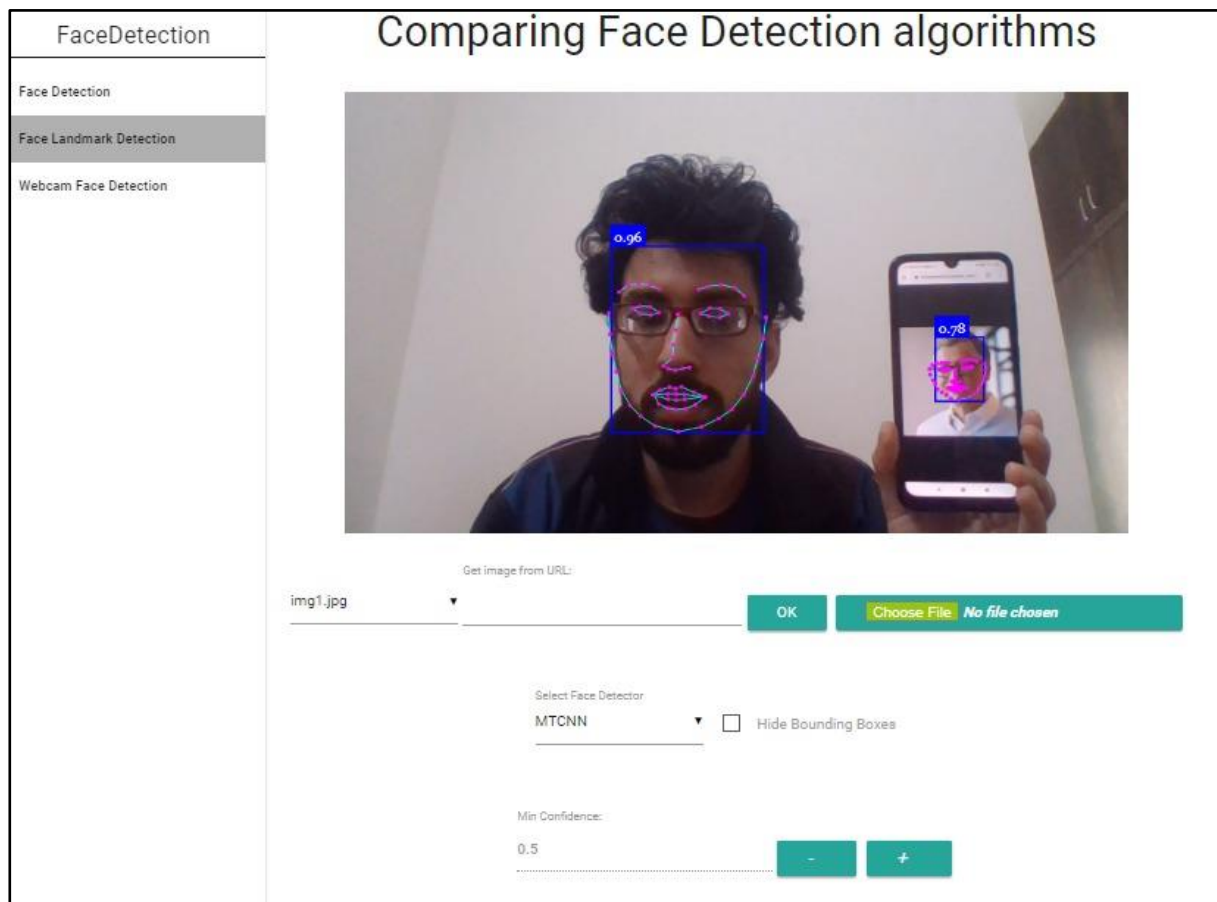 FaceDetection
Comparing Face Detection algorithms
Face Detection
Face Landmark Detection
Webcam Face Detection
0.96
0.78
Get image from URL:
img1.jpg
OK
Choose File No file chosen
Select Face Detector
MTCNN
Hide Bounding Boxes
Min Confidence:
0.5
- +